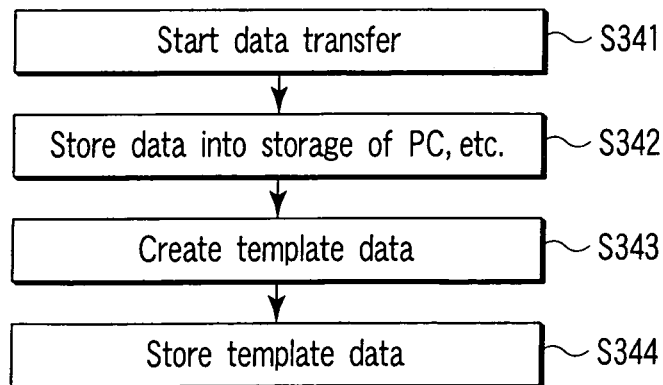 Start data transfer S341
Store data into storage of PC, etc. S342
Create template data S343
Store template data S344